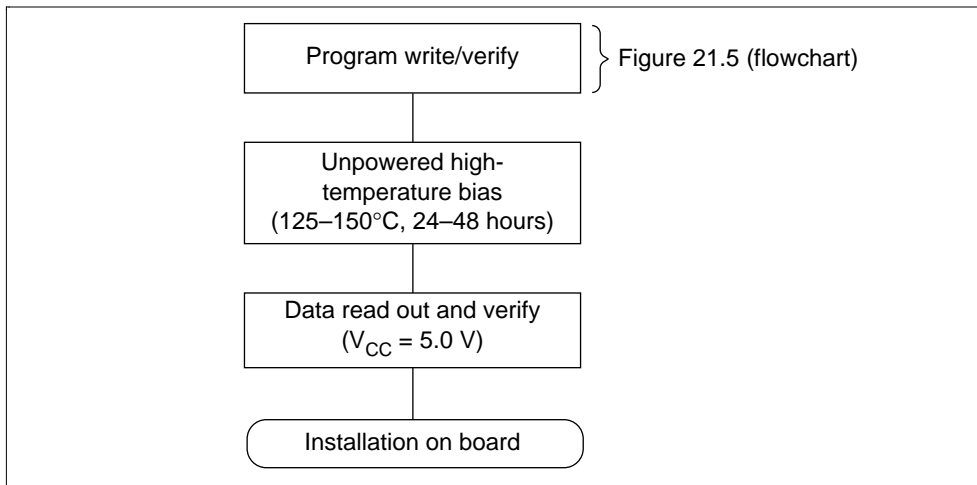 Program write/verify
Figure 21.5 (flowchart)
Unpowered high-
temperature bias
(125–150°C, 24–48 hours)
Data read out and verify
(VCC = 5.0 V)
Installation on board